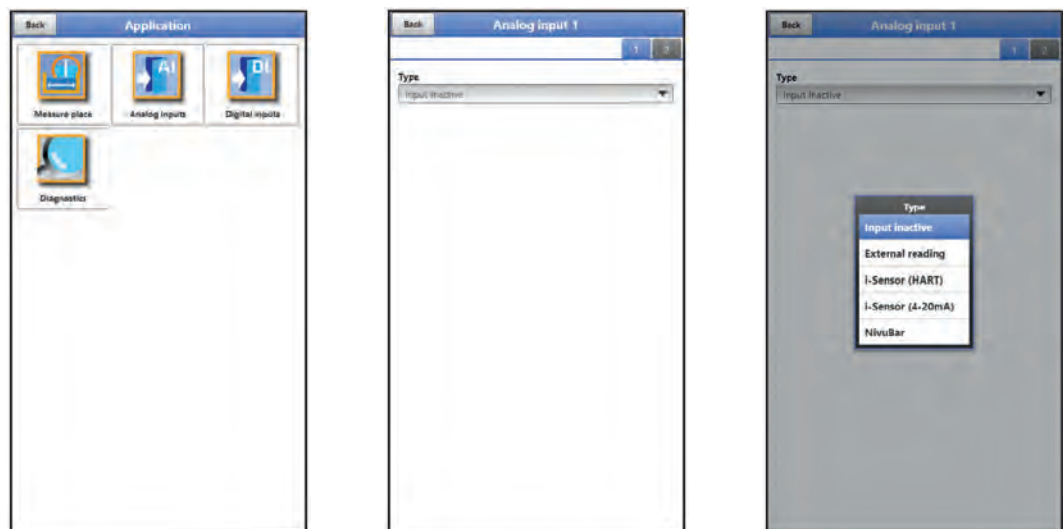 Back Application
AI DI
Measure place Analog inputs Digital inputs
Diagnostics
Back Analog input 1
1 2
Type
Input inactive
Back Analog input 1
1 2
Type
Input inactive
Type
Input inactive
External reading
i-Sensor (HART)
i-Sensor (4-20mA)
NivuBar